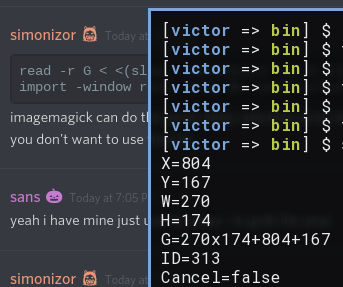 simonizor Today at
read -r G < <(sl
import -window r
imagemagick can do th
you don't want to use
sans Today at 7:05 P
yeah i have mine just u
simonizor Today at
[victor => bin] $
[victor => bin] $
[victor => bin] $
[victor => bin] $
[victor => bin] $
[victor => bin] $
[victor => bin] $
X=804
Y=167
W=270
H=174
G=270x174+804+167
ID=313
Cancel=false